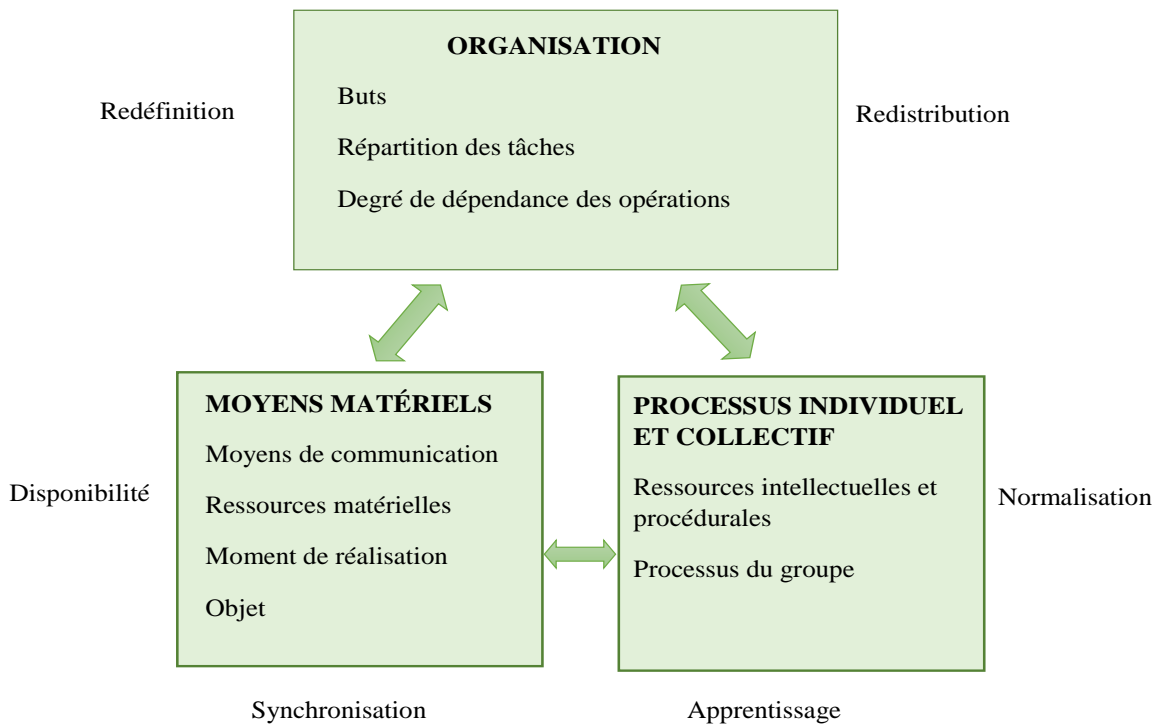 ORGANISATION
Redéfinition
Buts
Redistribution
Répartition des tâches
Degré de dépendance des opérations
MOYENS MATÉRIELS
Moyens de communication
Disponibilité
Ressources matérielles
Moment de réalisation
Objet
PROCESSUS INDIVIDUEL
ET COLLECTIF
Ressources intellectuelles et
procédurales
Normalisation
Processus du groupe
Synchronisation
Apprentissage